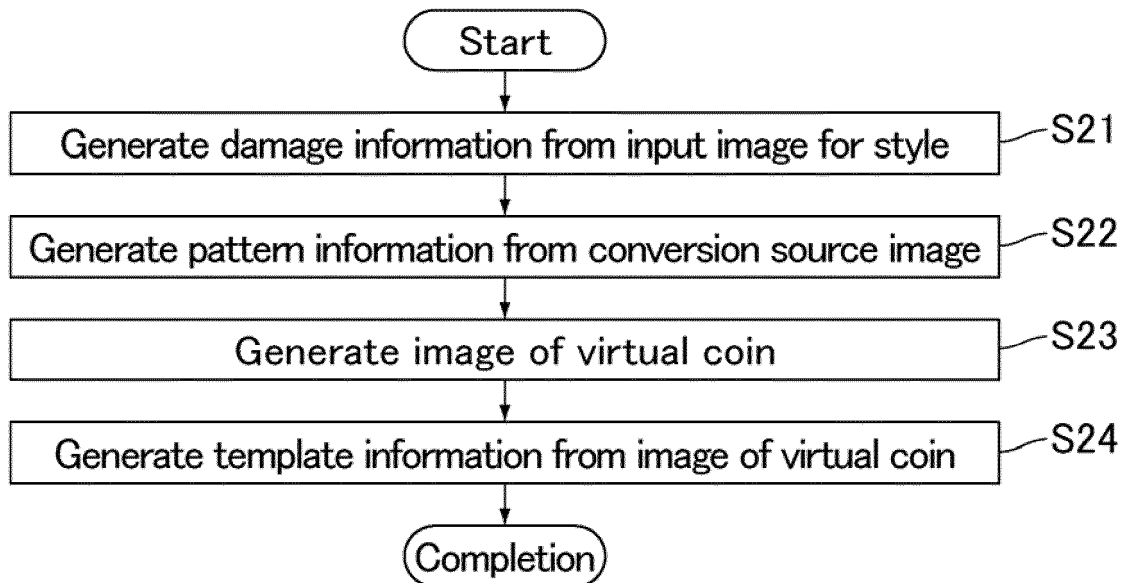 Start
Generate damage information from input image for style
S21
Generate pattern information from conversion source image
S22
Generate image of virtual coin
S23
Generate template information from image of virtual coin
S24
Completion